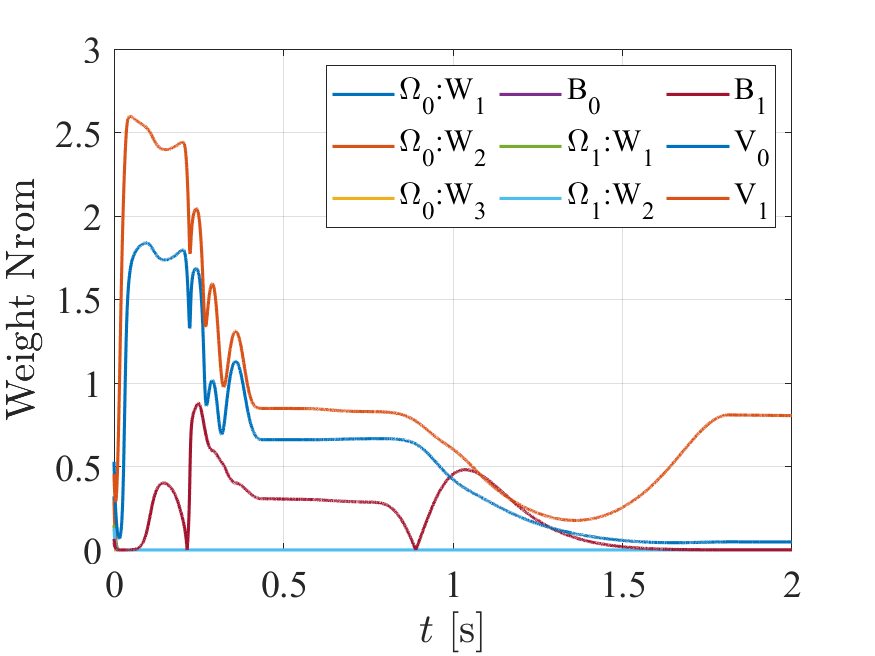 3
2.5
2
1.5
1
0.5
0
Weight Nrom
Ω₀:W₁ B₀ B₁
Ω₀:W₂ Ω₁:W₁ V₀
Ω₀:W₃ Ω₁:W₂ V₁
0 0.5 1 1.5 2
t [s]